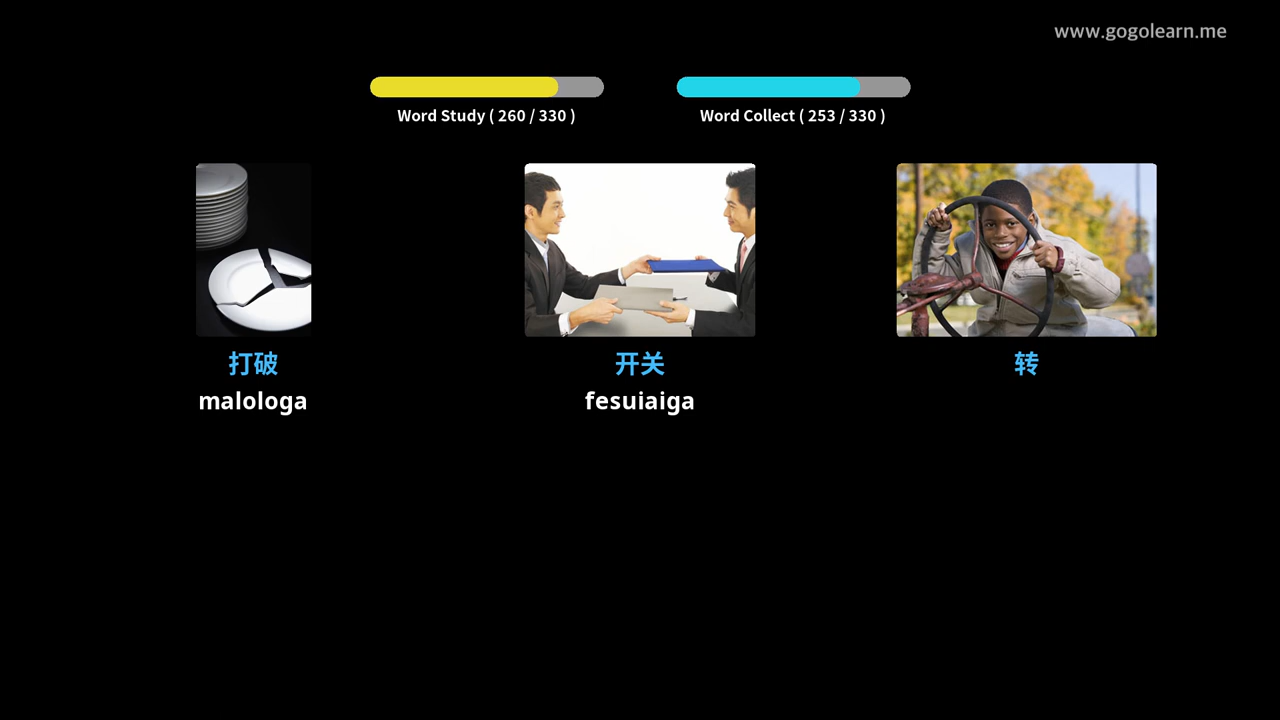 www.gogolearn.me
Word Study ( 260 / 330 )
Word Collect ( 253 / 330 )
打破
开关
转
malologa
fesuiaiga